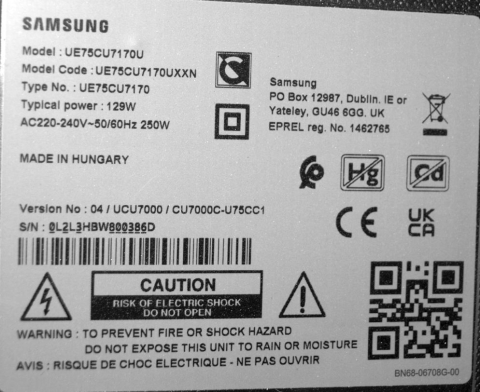 SAMSUNG
Model : UE75CU7170U
Model Code : UE75CU7170UXXN
Type No. : UE75CU7170
Typical power : 129W
AC220-240V~50/60Hz 250W
Samsung
PO Box 12987, Dublin. IE or
Yateley, GU46 6GG. UK
EPREL reg. No. 1462765
MADE IN HUNGARY
Hg
Cd
Version No : 04 / UCU7000 / CU7000C-U75CC1
S/N : 0L2L3HBW800386D
CE
UK
CA
CAUTION
RISK OF ELECTRIC SHOCK
DO NOT OPEN
WARNING : TO PREVENT FIRE OR SHOCK HAZARD
DO NOT EXPOSE THIS UNIT TO RAIN OR MOISTURE
AVIS : RISQUE DE CHOC ELECTRIQUE - NE PAS OUVRIR
BN68-06708G-00